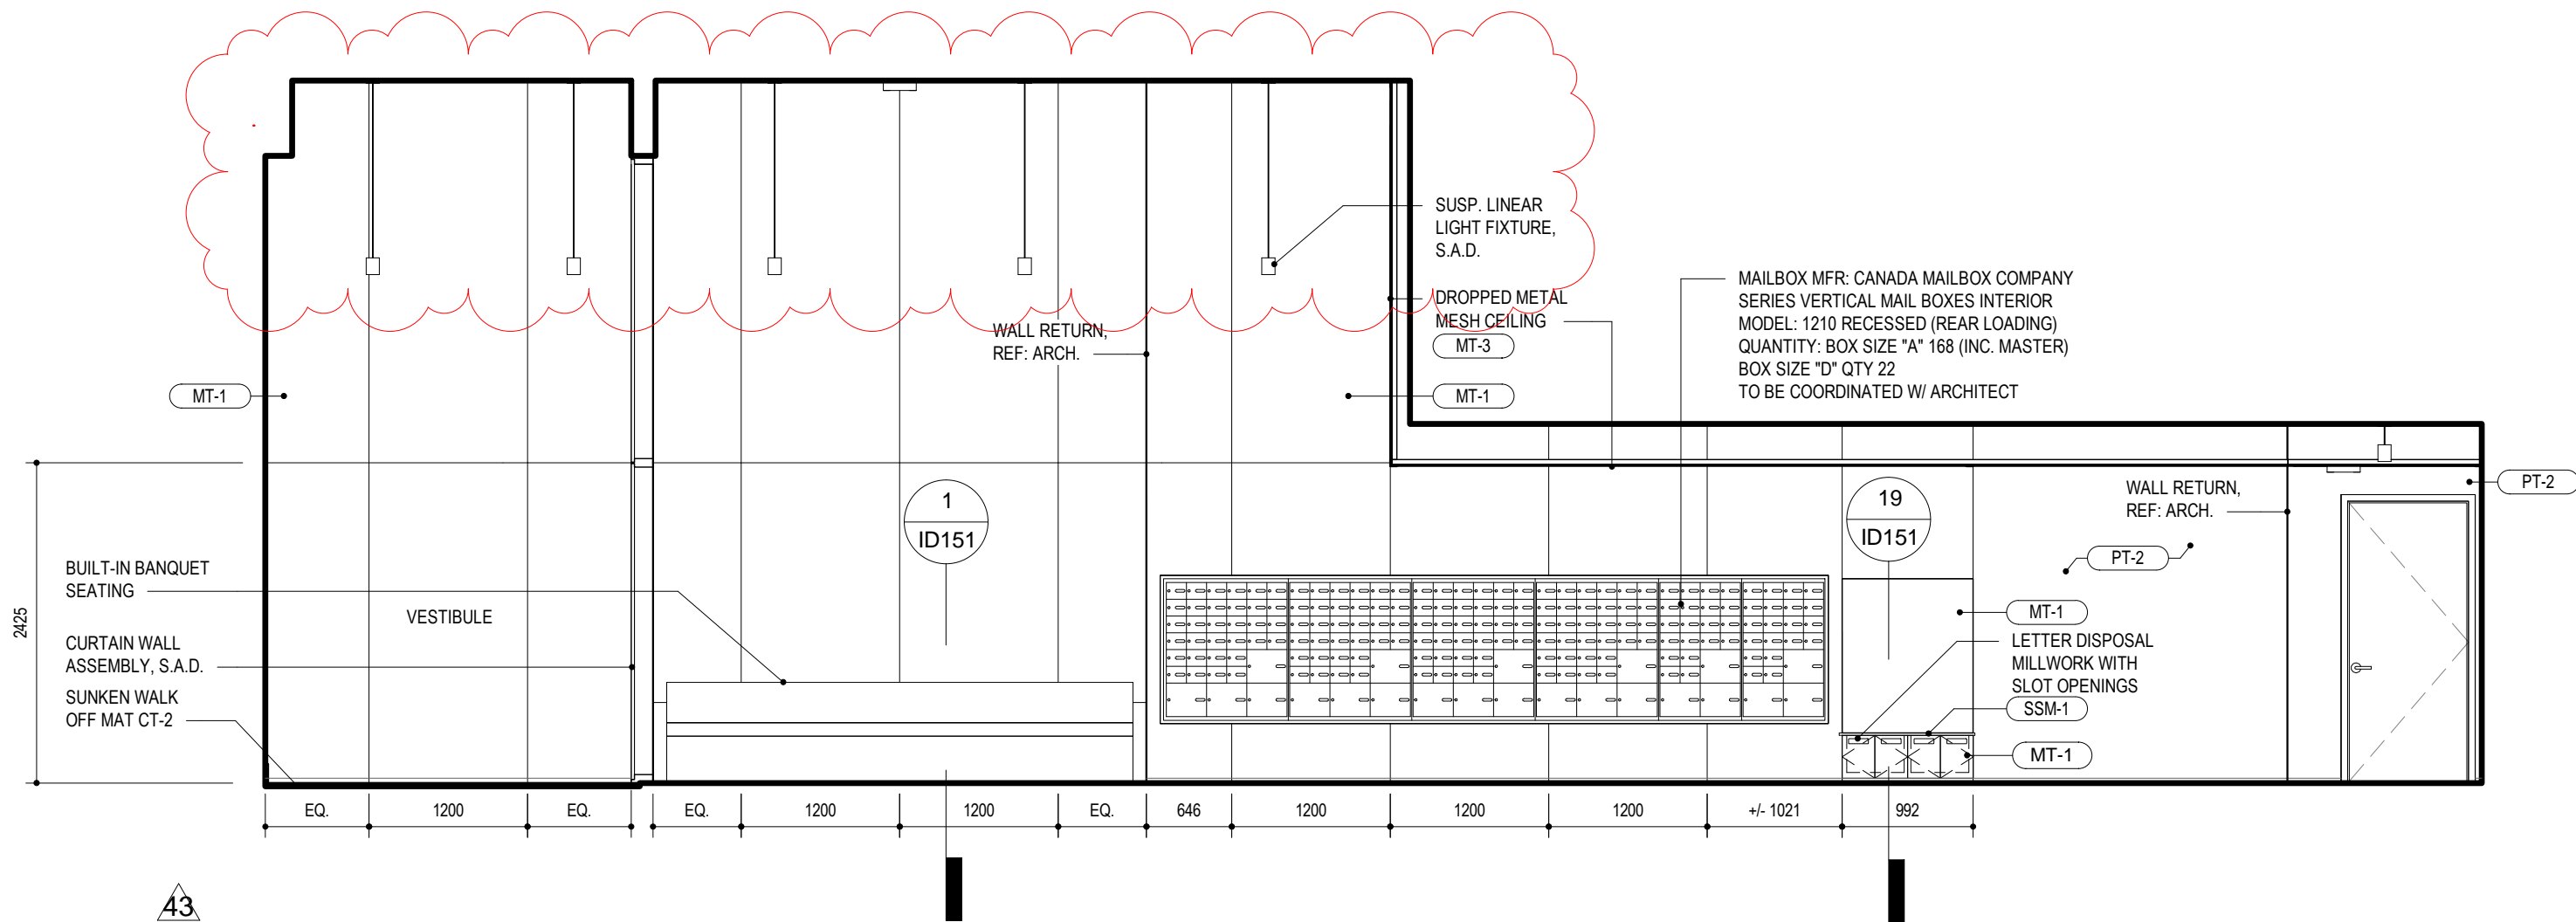 SUSP. LINEAR
LIGHT FIXTURE,
S.A.D.
DROPPED METAL
MESH CEILING
MT-3
MT-1
WALL RETURN,
REF: ARCH.
MAILBOX MFR: CANADA MAILBOX COMPANY
SERIES VERTICAL MAIL BOXES INTERIOR
MODEL: 1210 RECESSED (REAR LOADING)
QUANTITY: BOX SIZE "A" 168 (INC. MASTER)
BOX SIZE "D" QTY 22
TO BE COORDINATED W/ ARCHITECT
MT-1
2425
BUILT-IN BANQUET
SEATING
CURTAIN WALL
ASSEMBLY, S.A.D.
SUNKEN WALK
OFF MAT CT-2
VESTIBULE
1
ID151
19
ID151
WALL RETURN,
REF: ARCH.
PT-2
PT-2
MT-1
LETTER DISPOSAL
MILLWORK WITH
SLOT OPENINGS
SSM-1
MT-1
EQ.
1200
EQ.
EQ.
1200
1200
EQ.
646
1200
1200
1200
+/- 1021
992
43